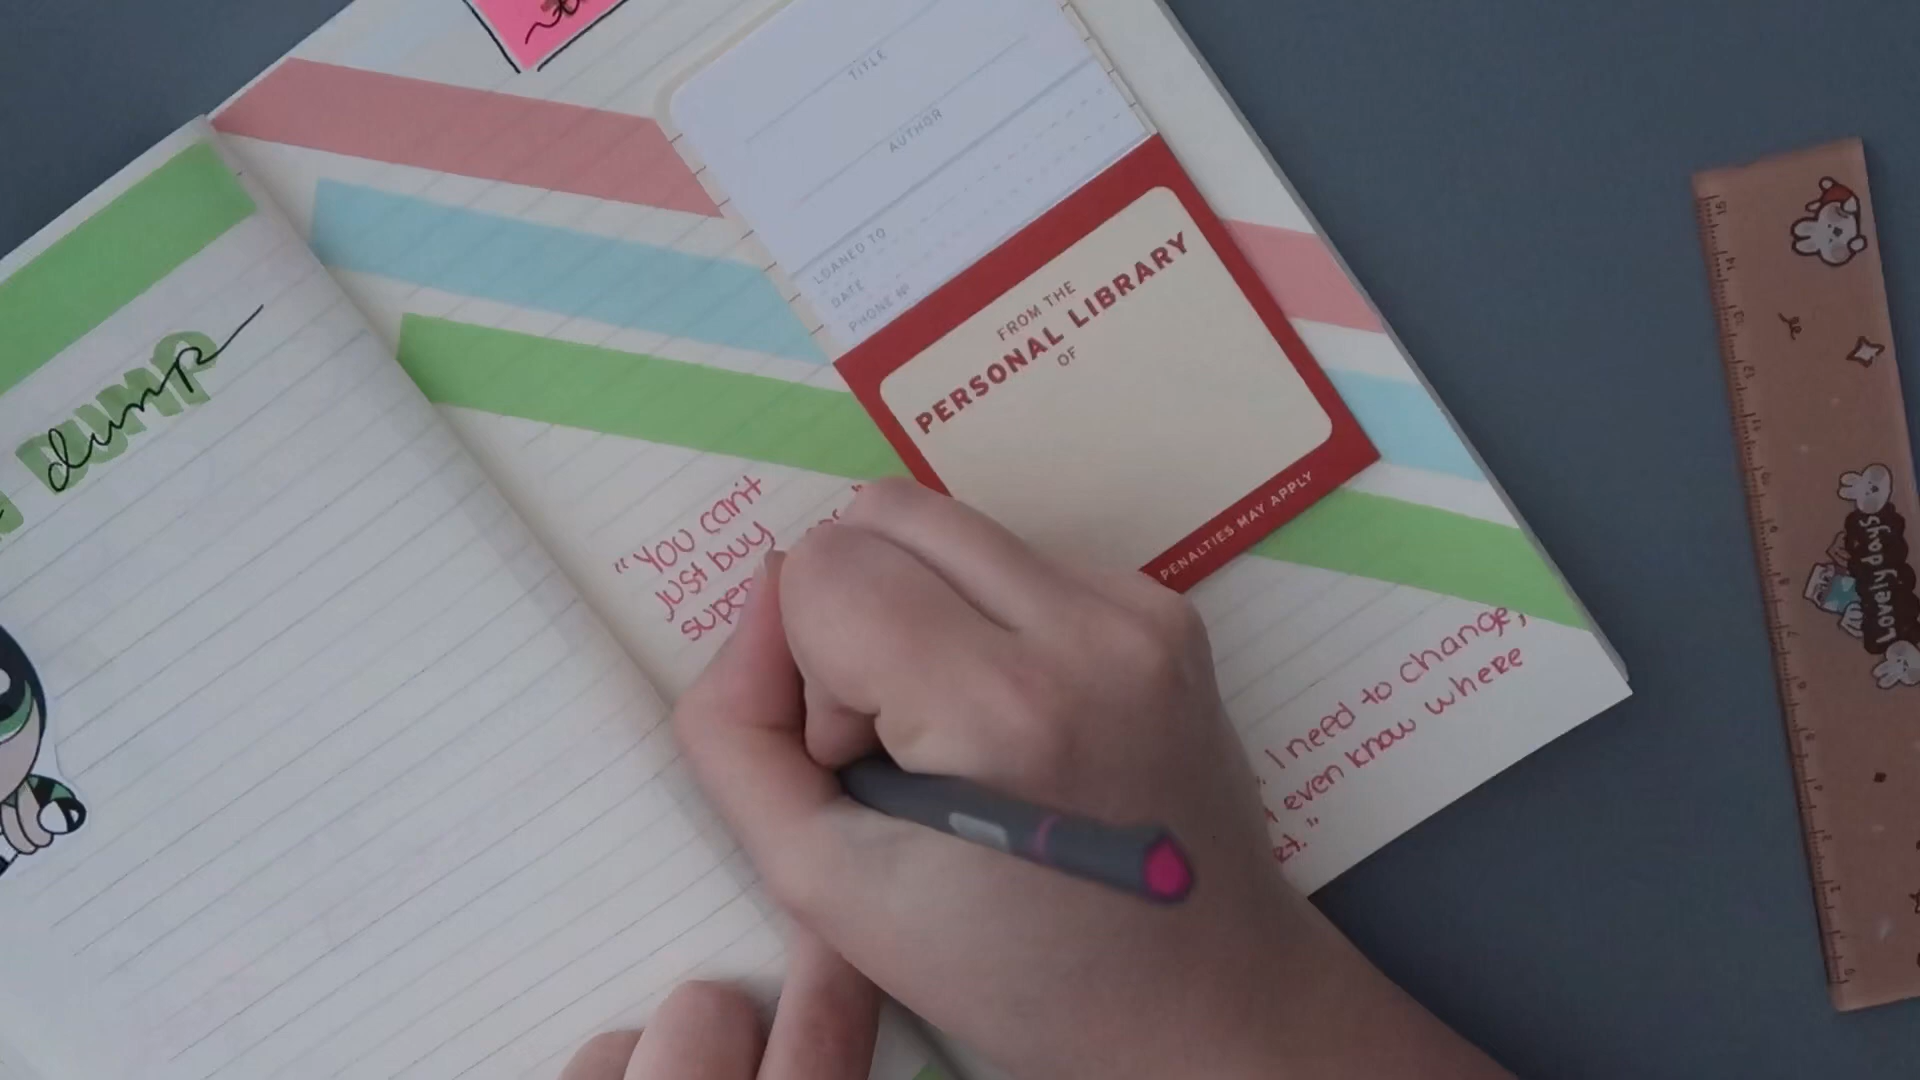 dump
TITLE
AUTHOR
LOANED TO
DATE
PHONE Nº
FROM THE
PERSONAL LIBRARY
OF
PENALTIES MAY APPLY
"You can't
just buy
super
I need to change,
even know where
."
Lovely days